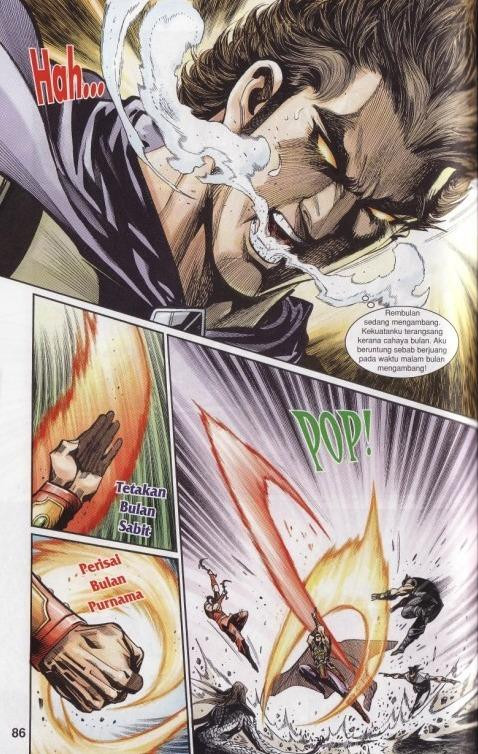 Hah...
Rembulan
sedang mengambang.
Kekuatanku terangsang
kerana cahaya bulan. Aku
beruntung sebab berjuang
pada waktu malam bulan
mengambang!
Tetakan
Bulan
Sabit
POP!
Perisai
Bulan
Purnama
86